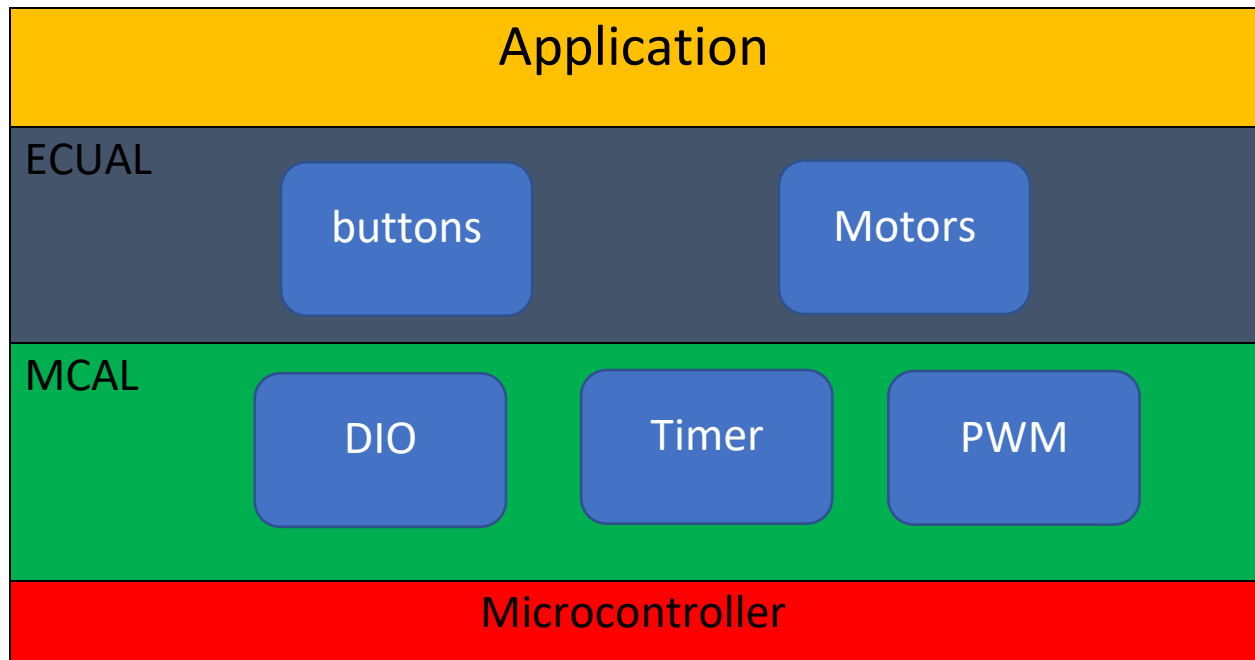 Application
ECUAL
buttons
Motors
MCAL
DIO
Timer
PWM
Microcontroller